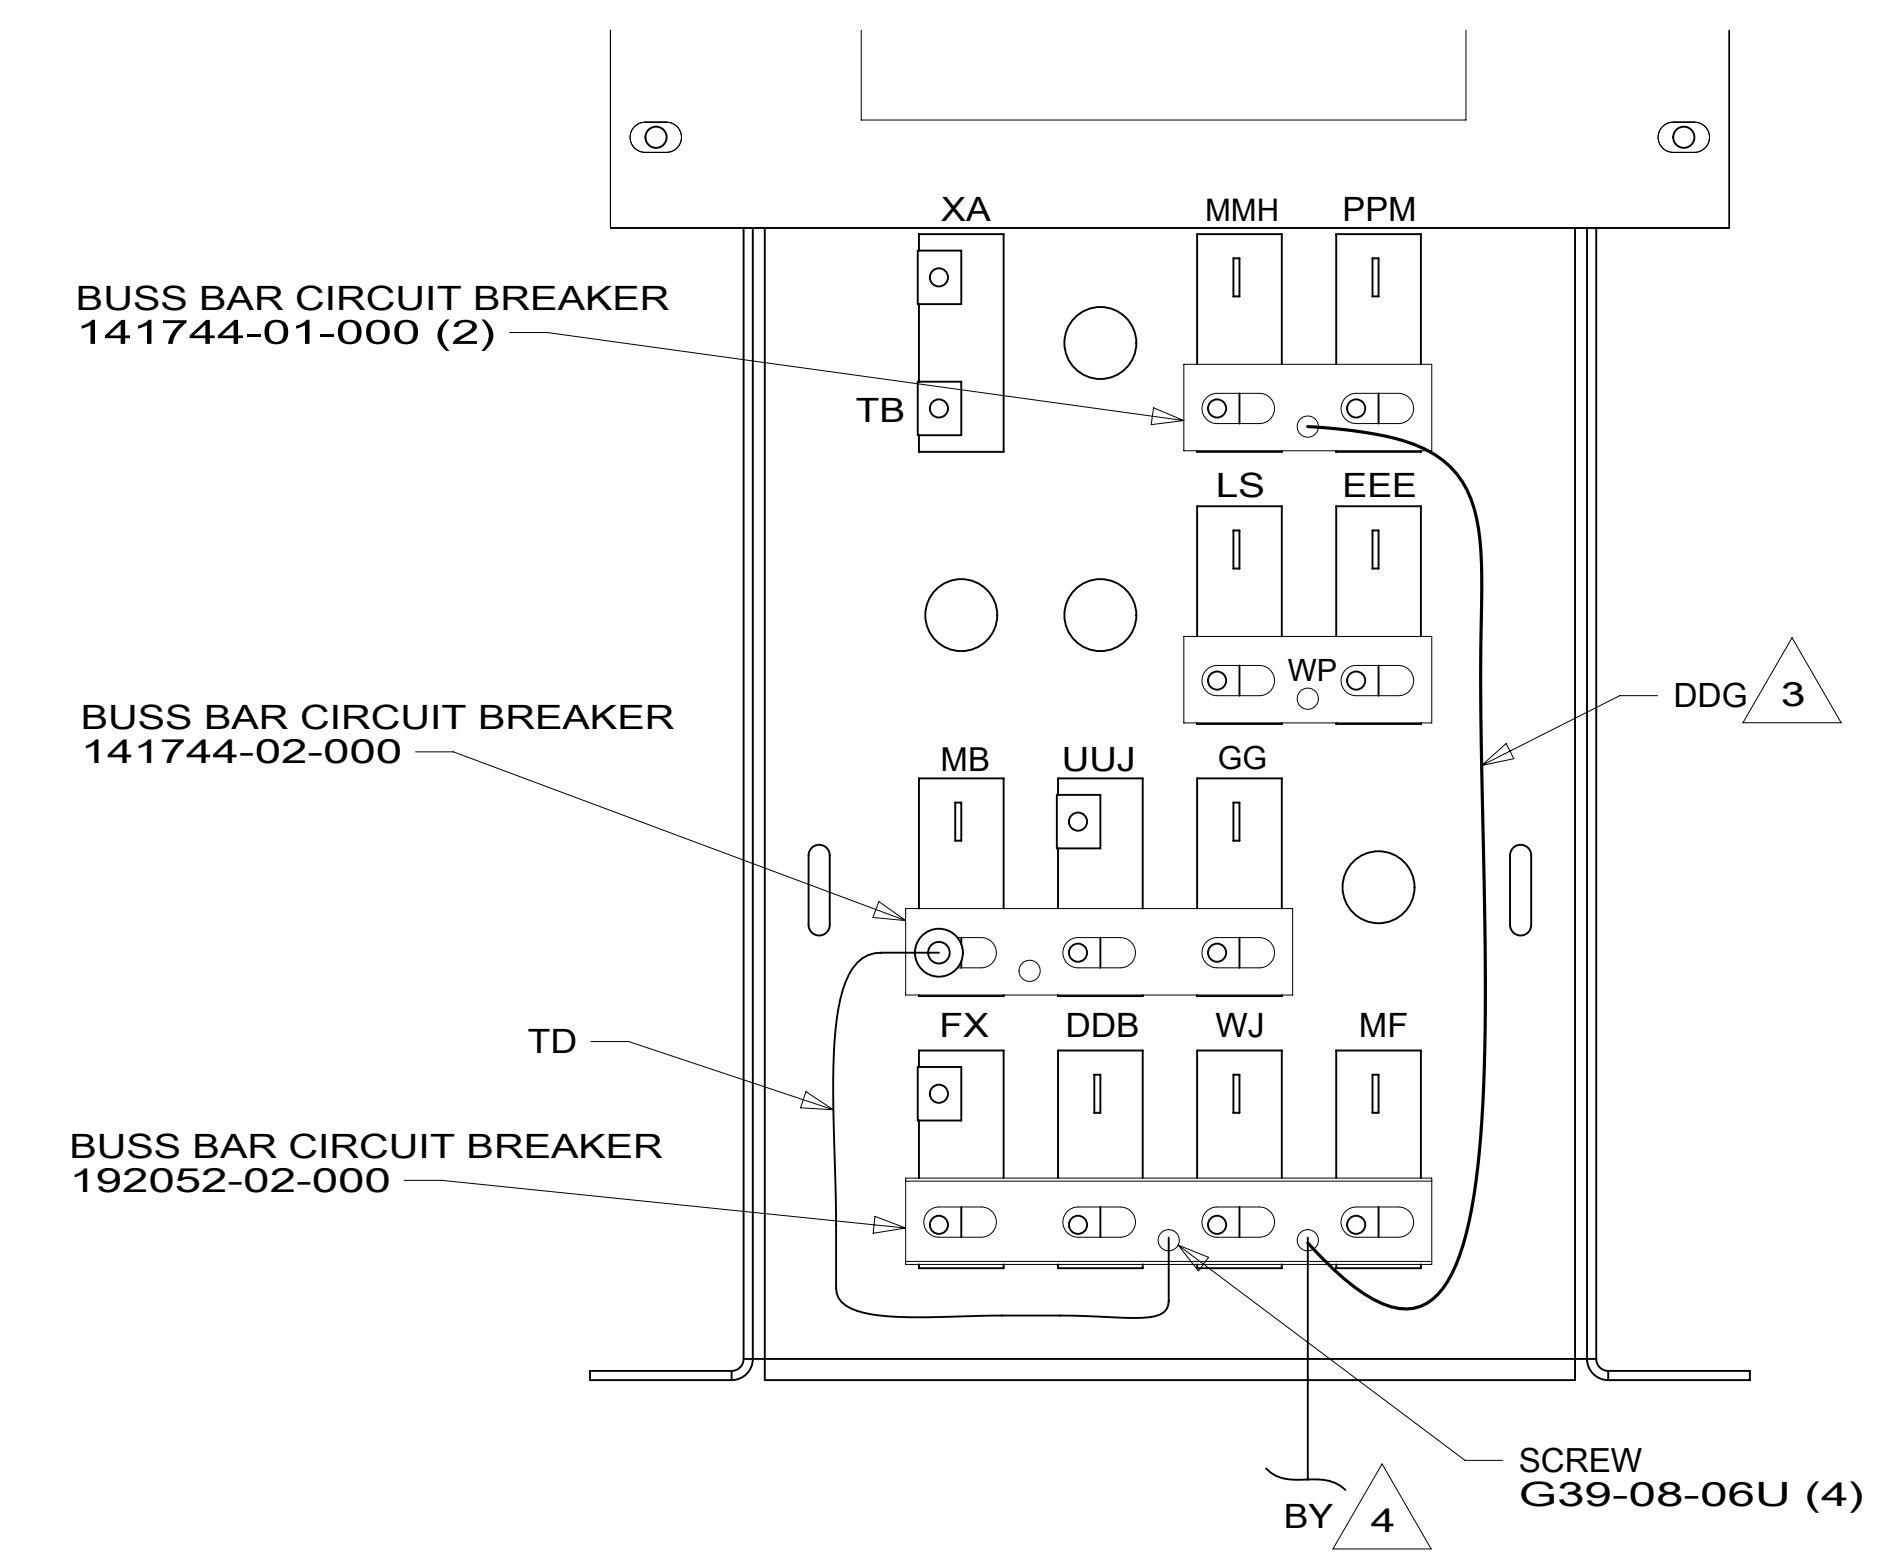 XA
MMH
PPM
BUSS BAR CIRCUIT BREAKER
141744-01-000 (2)
TB
LS
EEE
WP
DDG 3
BUSS BAR CIRCUIT BREAKER
141744-02-000
MB
UUJ
GG
FX
DDB
WJ
MF
TD
BUSS BAR CIRCUIT BREAKER
192052-02-000
SCREW
G39-08-06U (4)
BY 4